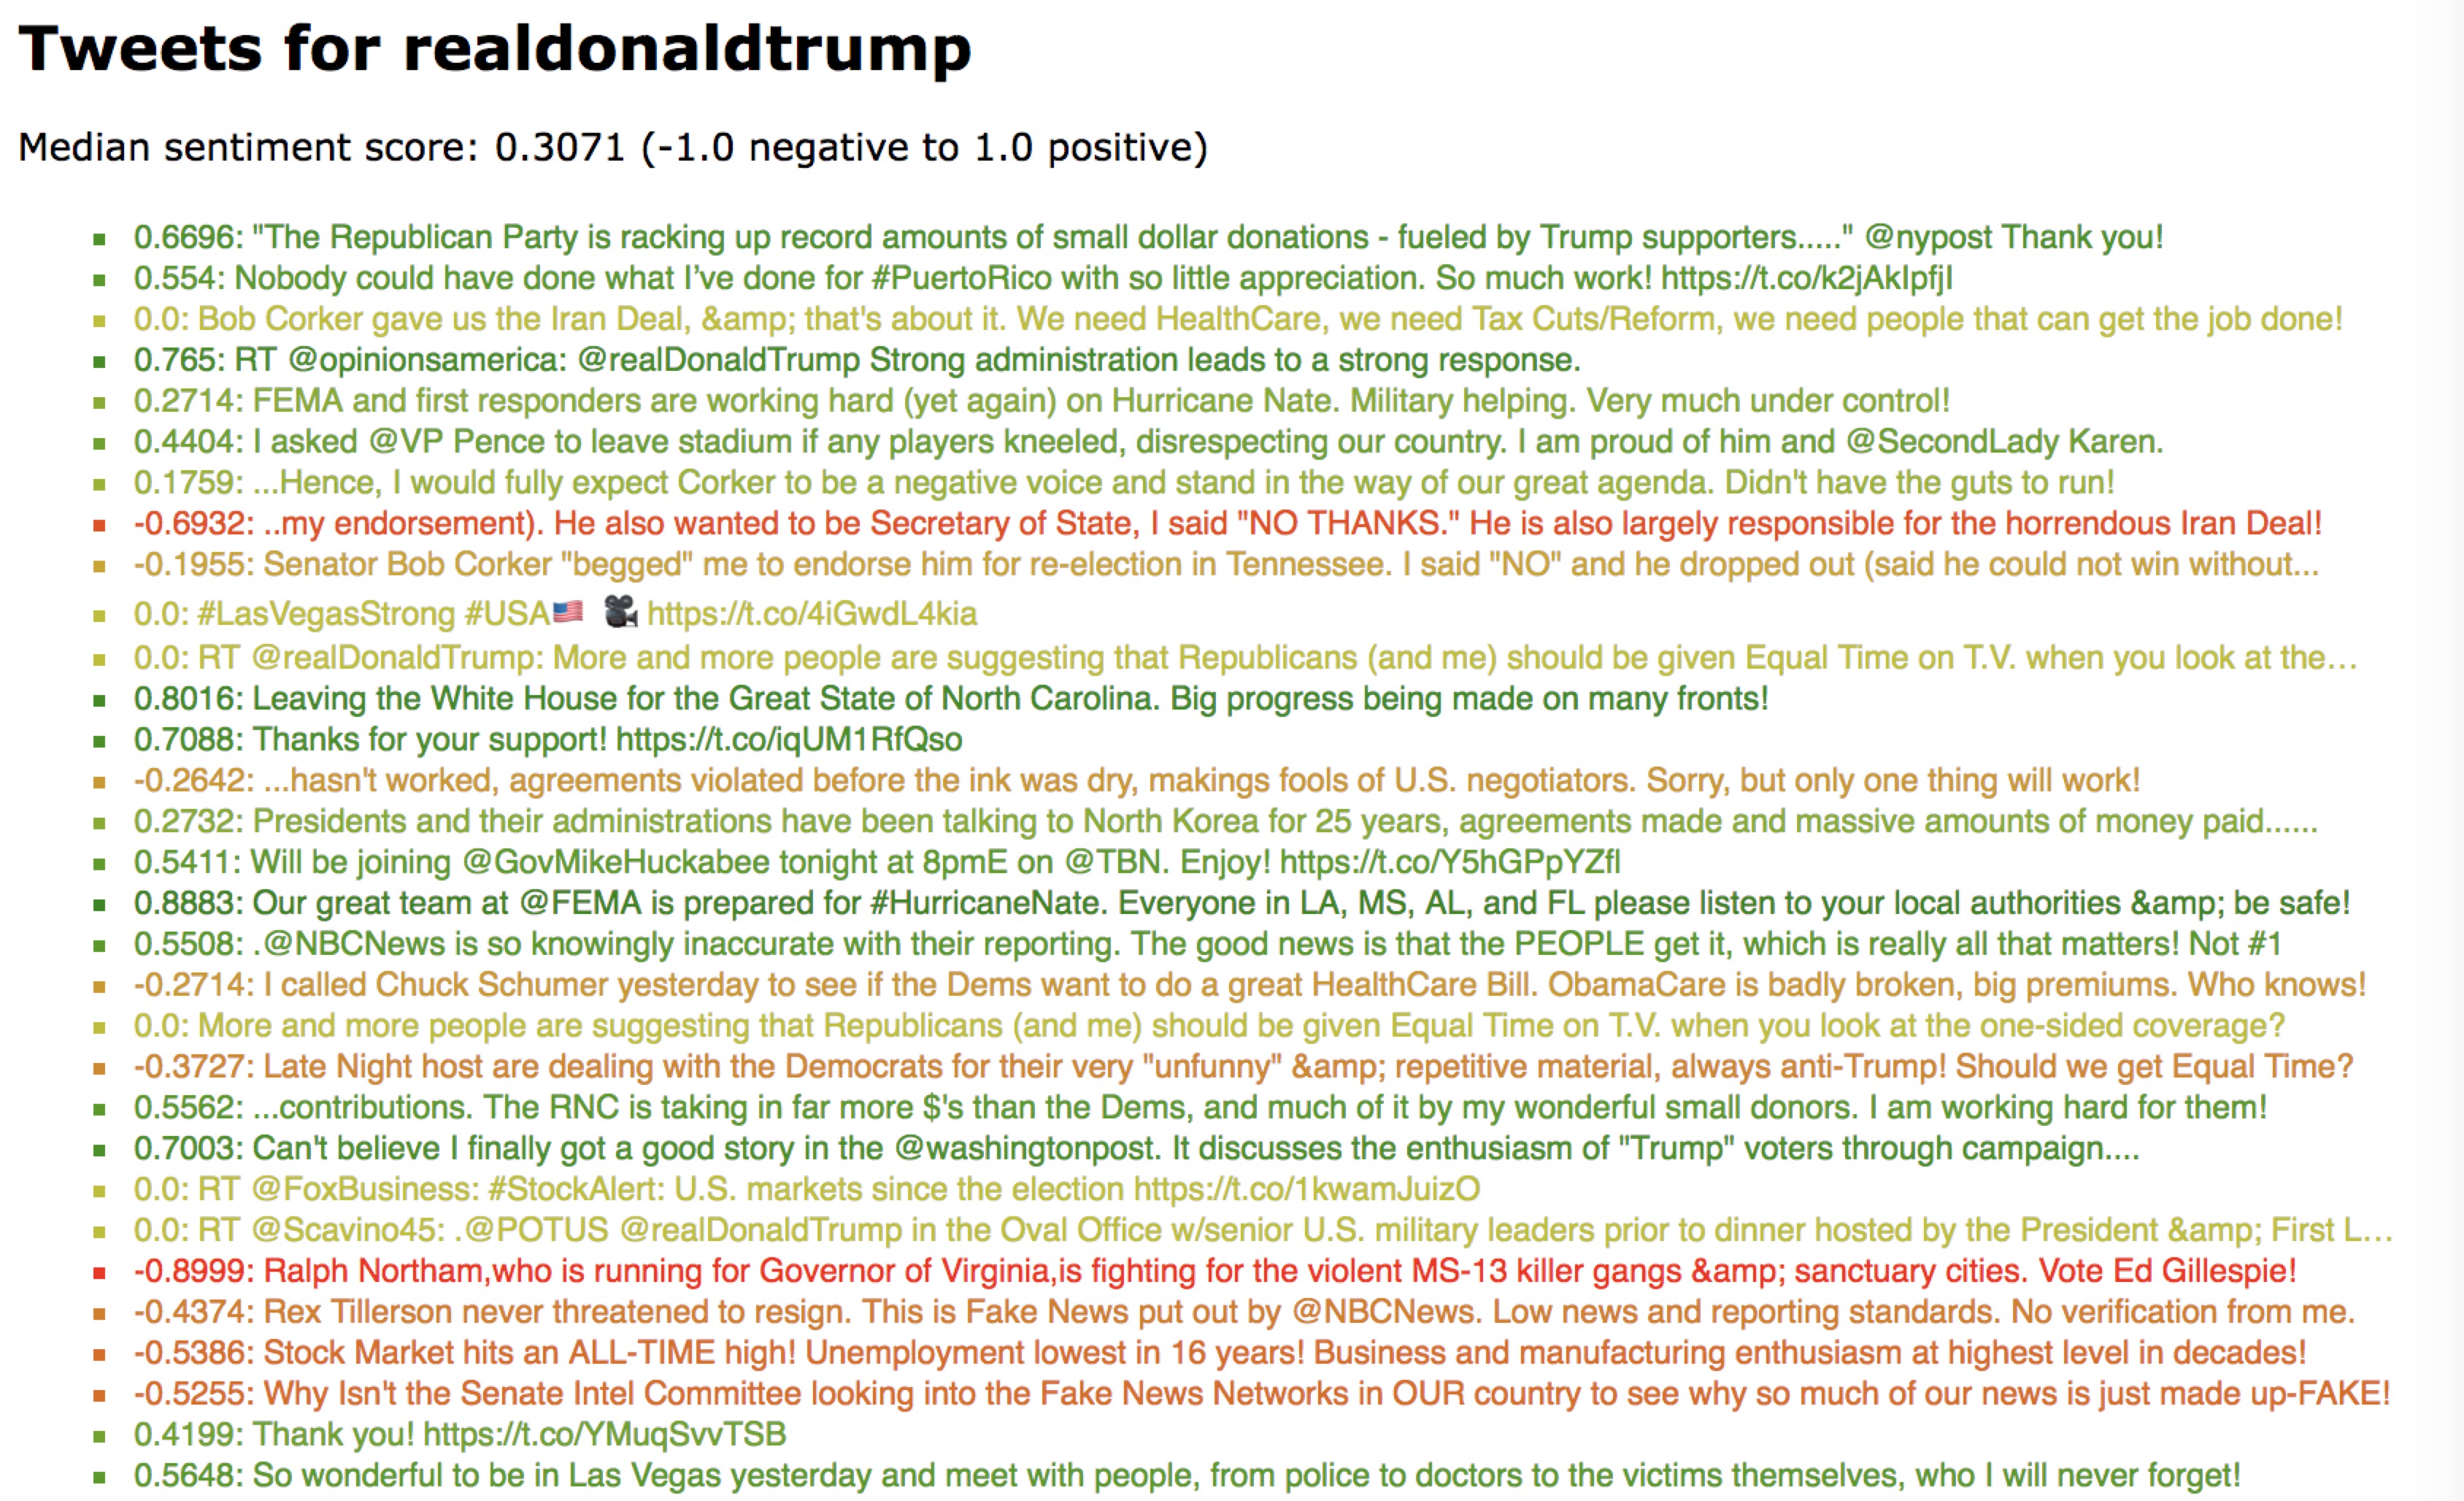 Tweets for realdonaldtrump
Median sentiment score: 0.3071 (-1.0 negative to 1.0 positive)
0.6696: "The Republican Party is racking up record amounts of small dollar donations - fueled by Trump supporters....." @nypost Thank you!
0.554: Nobody could have done what I’ve done for #PuertoRico with so little appreciation. So much work! https://t.co/k2jAkIpfjI
0.0: Bob Corker gave us the Iran Deal, &amp; that's about it. We need HealthCare, we need Tax Cuts/Reform, we need people that can get the job done!
0.765: RT @opinionsamerica: @realDonaldTrump Strong administration leads to a strong response.
0.2714: FEMA and first responders are working hard (yet again) on Hurricane Nate. Military helping. Very much under control!
0.4404: I asked @VP Pence to leave stadium if any players kneeled, disrespecting our country. I am proud of him and @SecondLady Karen.
0.1759: ...Hence, I would fully expect Corker to be a negative voice and stand in the way of our great agenda. Didn't have the guts to run!
-0.6932: ..my endorsement). He also wanted to be Secretary of State, I said "NO THANKS." He is also largely responsible for the horrendous Iran Deal!
-0.1955: Senator Bob Corker "begged" me to endorse him for re-election in Tennessee. I said "NO" and he dropped out (said he could not win without...
0.0: #LasVegasStrong #USA🇺🇸 🎥 https://t.co/4iGwdL4kia
0.0: RT @realDonaldTrump: More and more people are suggesting that Republicans (and me) should be given Equal Time on T.V. when you look at the…
0.8016: Leaving the White House for the Great State of North Carolina. Big progress being made on many fronts!
0.7088: Thanks for your support! https://t.co/iqUM1RfQso
-0.2642: ...hasn't worked, agreements violated before the ink was dry, makings fools of U.S. negotiators. Sorry, but only one thing will work!
0.2732: Presidents and their administrations have been talking to North Korea for 25 years, agreements made and massive amounts of money paid......
0.5411: Will be joining @GovMikeHuckabee tonight at 8pmE on @TBN. Enjoy! https://t.co/Y5hGPpYZfl
0.8883: Our great team at @FEMA is prepared for #HurricaneNate. Everyone in LA, MS, AL, and FL please listen to your local authorities &amp; be safe!
0.5508: .@NBCNews is so knowingly inaccurate with their reporting. The good news is that the PEOPLE get it, which is really all that matters! Not #1
-0.2714: I called Chuck Schumer yesterday to see if the Dems want to do a great HealthCare Bill. ObamaCare is badly broken, big premiums. Who knows!
0.0: More and more people are suggesting that Republicans (and me) should be given Equal Time on T.V. when you look at the one-sided coverage?
-0.3727: Late Night host are dealing with the Democrats for their very "unfunny" &amp; repetitive material, always anti-Trump! Should we get Equal Time?
0.5562: ...contributions. The RNC is taking in far more $'s than the Dems, and much of it by my wonderful small donors. I am working hard for them!
0.7003: Can't believe I finally got a good story in the @washingtonpost. It discusses the enthusiasm of "Trump" voters through campaign....
0.0: RT @FoxBusiness: #StockAlert: U.S. markets since the election https://t.co/1kwamJuizO
0.0: RT @Scavino45: .@POTUS @realDonaldTrump in the Oval Office w/senior U.S. military leaders prior to dinner hosted by the President &amp; First L…
-0.8999: Ralph Northam,who is running for Governor of Virginia,is fighting for the violent MS-13 killer gangs &amp; sanctuary cities. Vote Ed Gillespie!
-0.4374: Rex Tillerson never threatened to resign. This is Fake News put out by @NBCNews. Low news and reporting standards. No verification from me.
-0.5386: Stock Market hits an ALL-TIME high! Unemployment lowest in 16 years! Business and manufacturing enthusiasm at highest level in decades!
-0.5255: Why Isn't the Senate Intel Committee looking into the Fake News Networks in OUR country to see why so much of our news is just made up-FAKE!
0.4199: Thank you! https://t.co/YMuqSvvTSB
0.5648: So wonderful to be in Las Vegas yesterday and meet with people, from police to doctors to the victims themselves, who I will never forget!